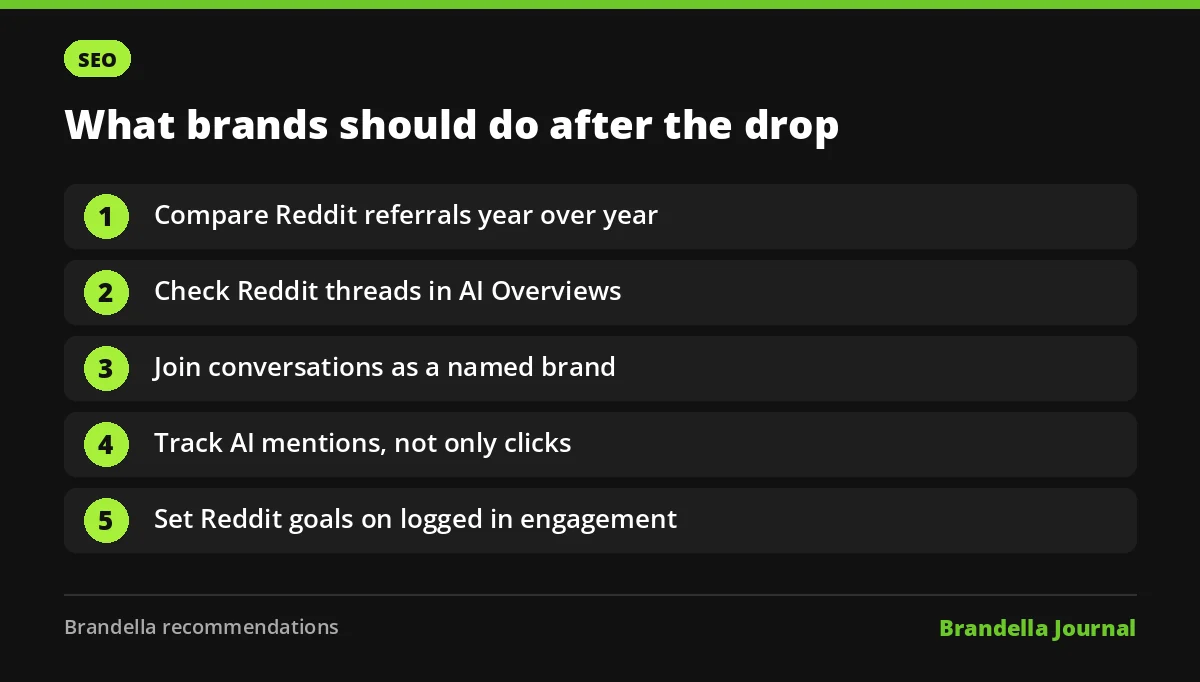 SEO
What brands should do after the drop
1 Compare Reddit referrals year over year
2 Check Reddit threads in AI Overviews
3 Join conversations as a named brand
4 Track AI mentions, not only clicks
5 Set Reddit goals on logged in engagement
Brandella recommendations
Brandella Journal